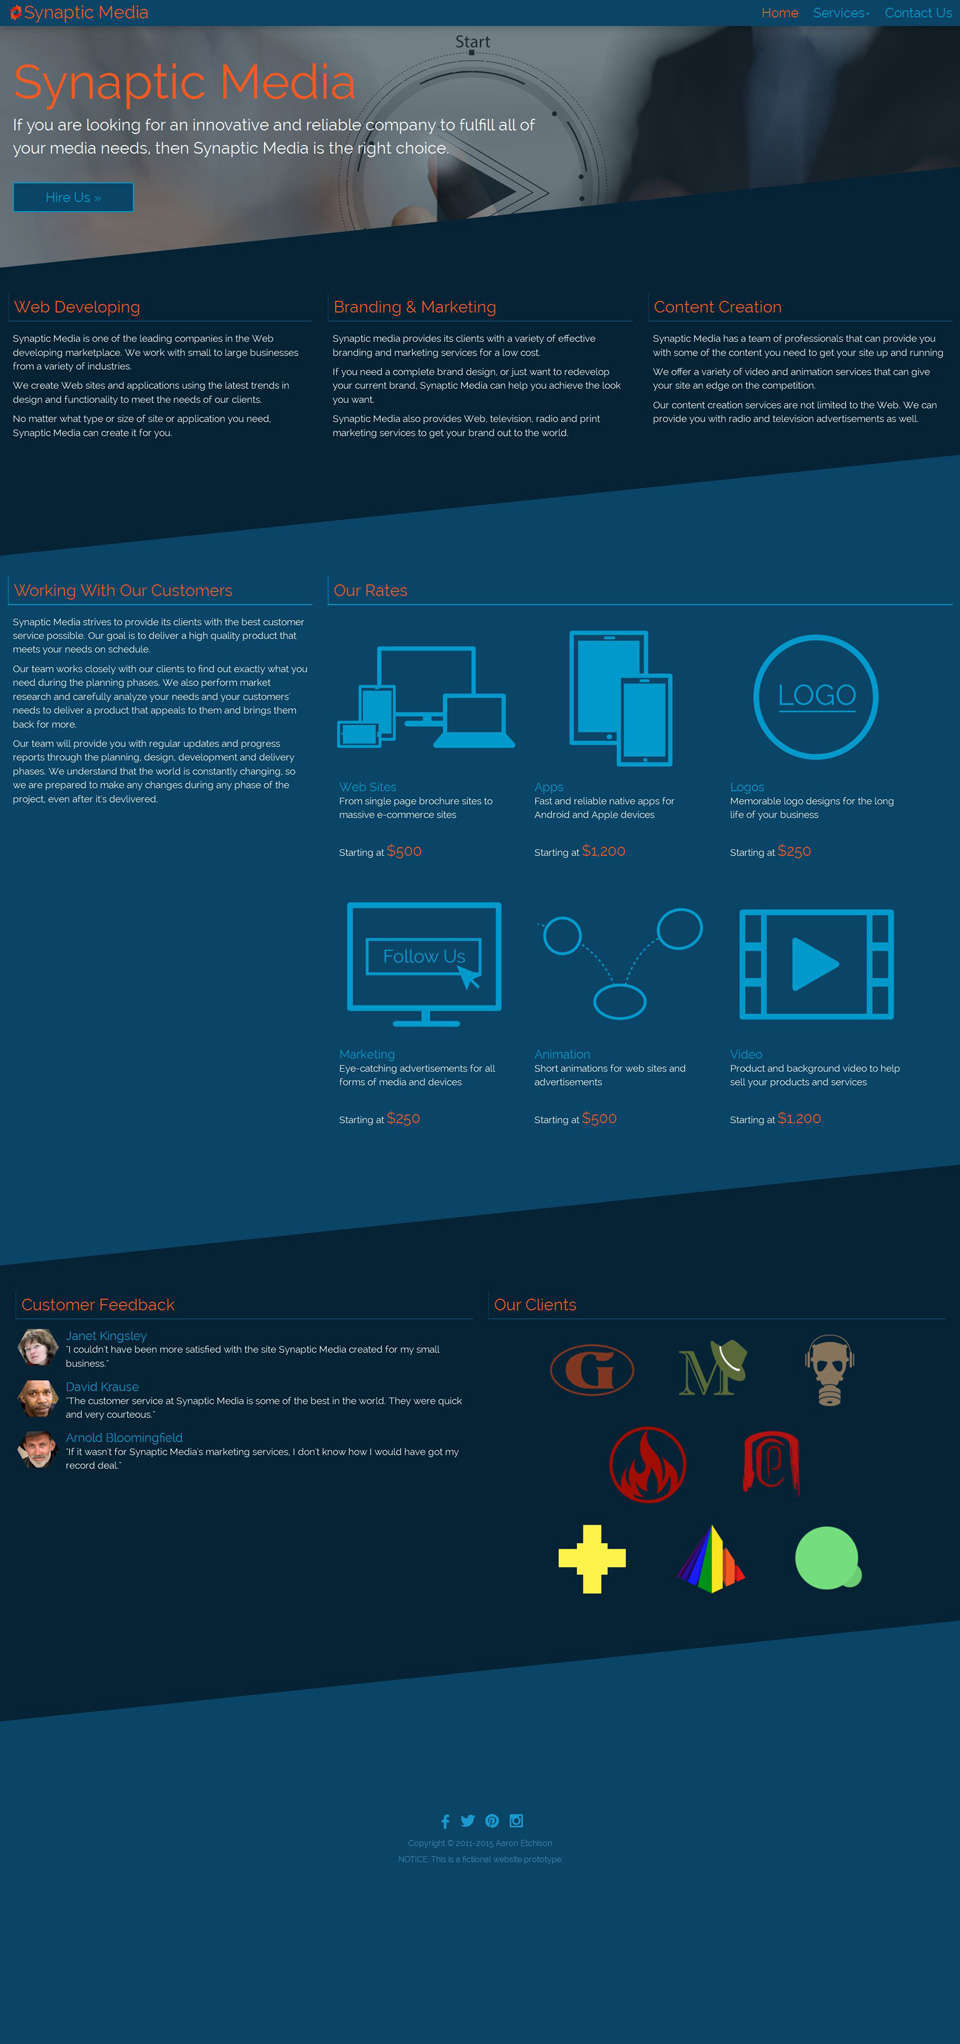 Synaptic Media
Home Services Contact Us
Start
Synaptic Media
If you are looking for an innovative and reliable company to fulfill all of
your media needs, then Synaptic Media is the right choice.
Hire Us »
Web Developing
Synaptic Media is one of the leading companies in the Web
developing marketplace. We work with small to large businesses
from a variety of industries.
We create Web sites and applications using the latest trends in
design and functionality to meet the needs of our clients.
No matter what type or size of site or application you need,
Synaptic Media can create it for you.
Branding & Marketing
Synaptic media provides its clients with a variety of effective
branding and marketing services for a low cost.
If you need a complete brand design, or just want to redevelop
your current brand, Synaptic Media can help you achieve the look
you want.
Synaptic Media also provides Web, television, radio and print
marketing services to get your brand out to the world.
Content Creation
Synaptic Media has a team of professionals that can provide you
with some of the content you need to get your site up and running
We offer a variety of video and animation services that can give
your site an edge on the competition.
Our content creation services are not limited to the Web. We can
provide you with radio and television advertisements as well.
Working With Our Customers
Synaptic Media strives to provide its clients with the best customer
service possible. Our goal is to deliver a high quality product that
meets your needs on schedule.
Our team works closely with our clients to find out exactly what you
need during the planning phases. We also perform market
research and carefully analyze your needs and your customers'
needs to deliver a product that appeals to them and brings them
back for more.
Our team will provide you with regular updates and progress
reports through the planning, design, development and delivery
phases. We understand that the world is constantly changing, so
we are prepared to make any changes during any phase of the
project, even after it's devlivered.
Our Rates
LOGO
Web Sites
From single page brochure sites to
massive e-commerce sites
Starting at $500
Apps
Fast and reliable native apps for
Android and Apple devices
Starting at $1,200
Logos
Memorable logo designs for the long
life of your business
Starting at $250
Follow Us
Marketing
Eye-catching advertisements for all
forms of media and devices
Starting at $250
Animation
Short animations for web sites and
advertisements
Starting at $500
Video
Product and background video to help
sell your products and services
Starting at $1,200
Customer Feedback
Janet Kingsley
"I couldn't have been more satisfied with the site Synaptic Media created for my small
business."
David Krause
"The customer service at Synaptic Media is some of the best in the world. They were quick
and very courteous."
Arnold Bloomingfield
"If it wasn't for Synaptic Media's marketing services, I don't know how I would have got my
record deal."
Our Clients
G
M
Copyright © 2011-2015 Aaron Etchison
NOTICE: This is a fictional website prototype.